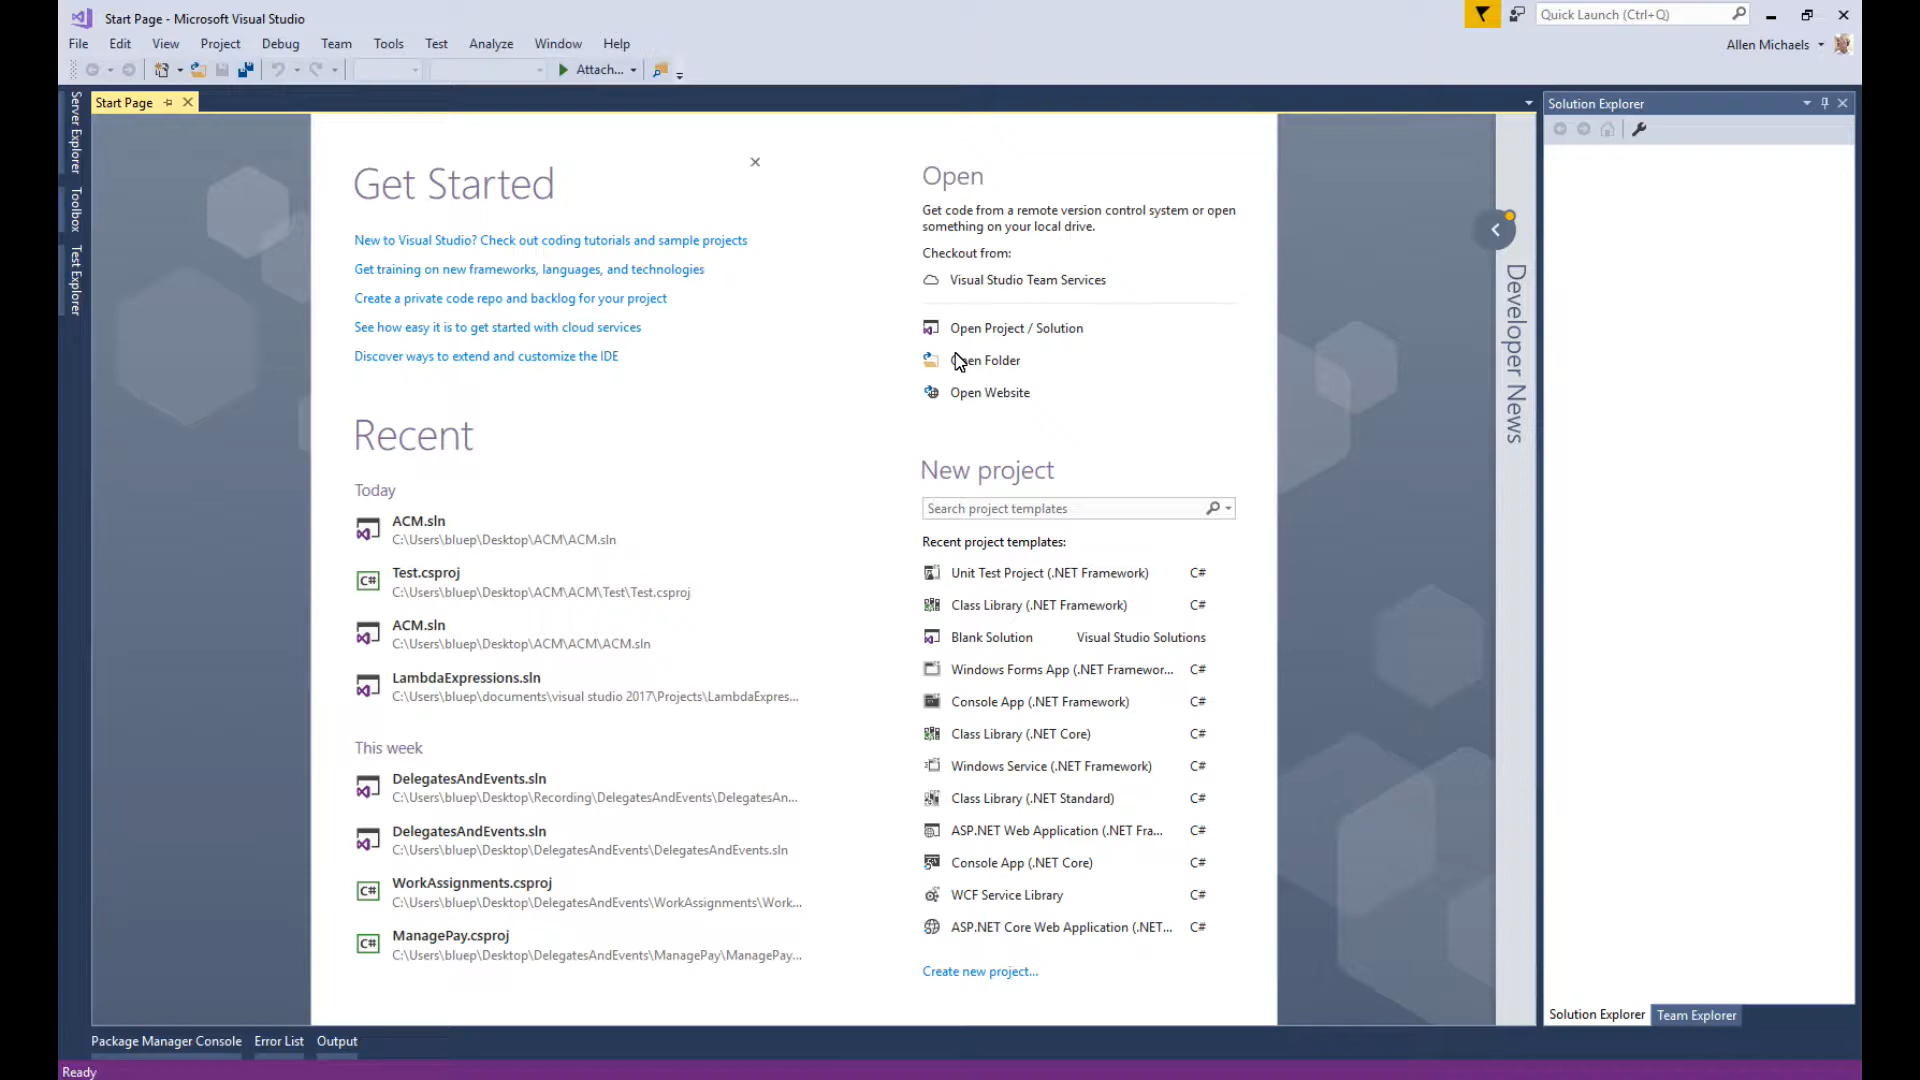 Start Page - Microsoft Visual Studio
Quick Launch (Ctrl+Q)
File Edit View Project Debug Team Tools Test Analyze Window Help
Allen Michaels
Attach...
Server Explorer
Toolbox
Test Explorer
Start Page
Get Started
New to Visual Studio? Check out coding tutorials and sample projects
Get training on new frameworks, languages, and technologies
Create a private code repo and backlog for your project
See how easy it is to get started with cloud services
Discover ways to extend and customize the IDE
Recent
Today
ACM.sln
C:\Users\bluep\Desktop\ACM\ACM.sln
C# Test.csproj
C:\Users\bluep\Desktop\ACM\ACM\Test\Test.csproj
ACM.sln
C:\Users\bluep\Desktop\ACM\ACM\ACM.sln
LambdaExpressions.sln
C:\Users\bluep\documents\visual studio 2017\Projects\LambdaExpres...
This week
DelegatesAndEvents.sln
C:\Users\bluep\Desktop\Recording\DelegatesAndEvents\DelegatesAn...
DelegatesAndEvents.sln
C:\Users\bluep\Desktop\DelegatesAndEvents\DelegatesAndEvents.sln
C# WorkAssignments.csproj
C:\Users\bluep\Desktop\DelegatesAndEvents\WorkAssignments\Work...
C# ManagePay.csproj
C:\Users\bluep\Desktop\DelegatesAndEvents\ManagePay\ManagePay...
Open
Get code from a remote version control system or open
something on your local drive.
Checkout from:
Visual Studio Team Services
Open Project / Solution
Folder
Open Website
New project
Search project templates
Recent project templates:
Unit Test Project (.NET Framework) C#
Class Library (.NET Framework) C#
Blank Solution Visual Studio Solutions
Windows Forms App (.NET Framewor... C#
Console App (.NET Framework) C#
Class Library (.NET Core) C#
Windows Service (.NET Framework) C#
Class Library (.NET Standard) C#
ASP.NET Web Application (.NET Fra... C#
Console App (.NET Core) C#
WCF Service Library C#
ASP.NET Core Web Application (.NET... C#
Create new project...
Developer News
Solution Explorer
Solution Explorer Team Explorer
Package Manager Console Error List Output
Ready